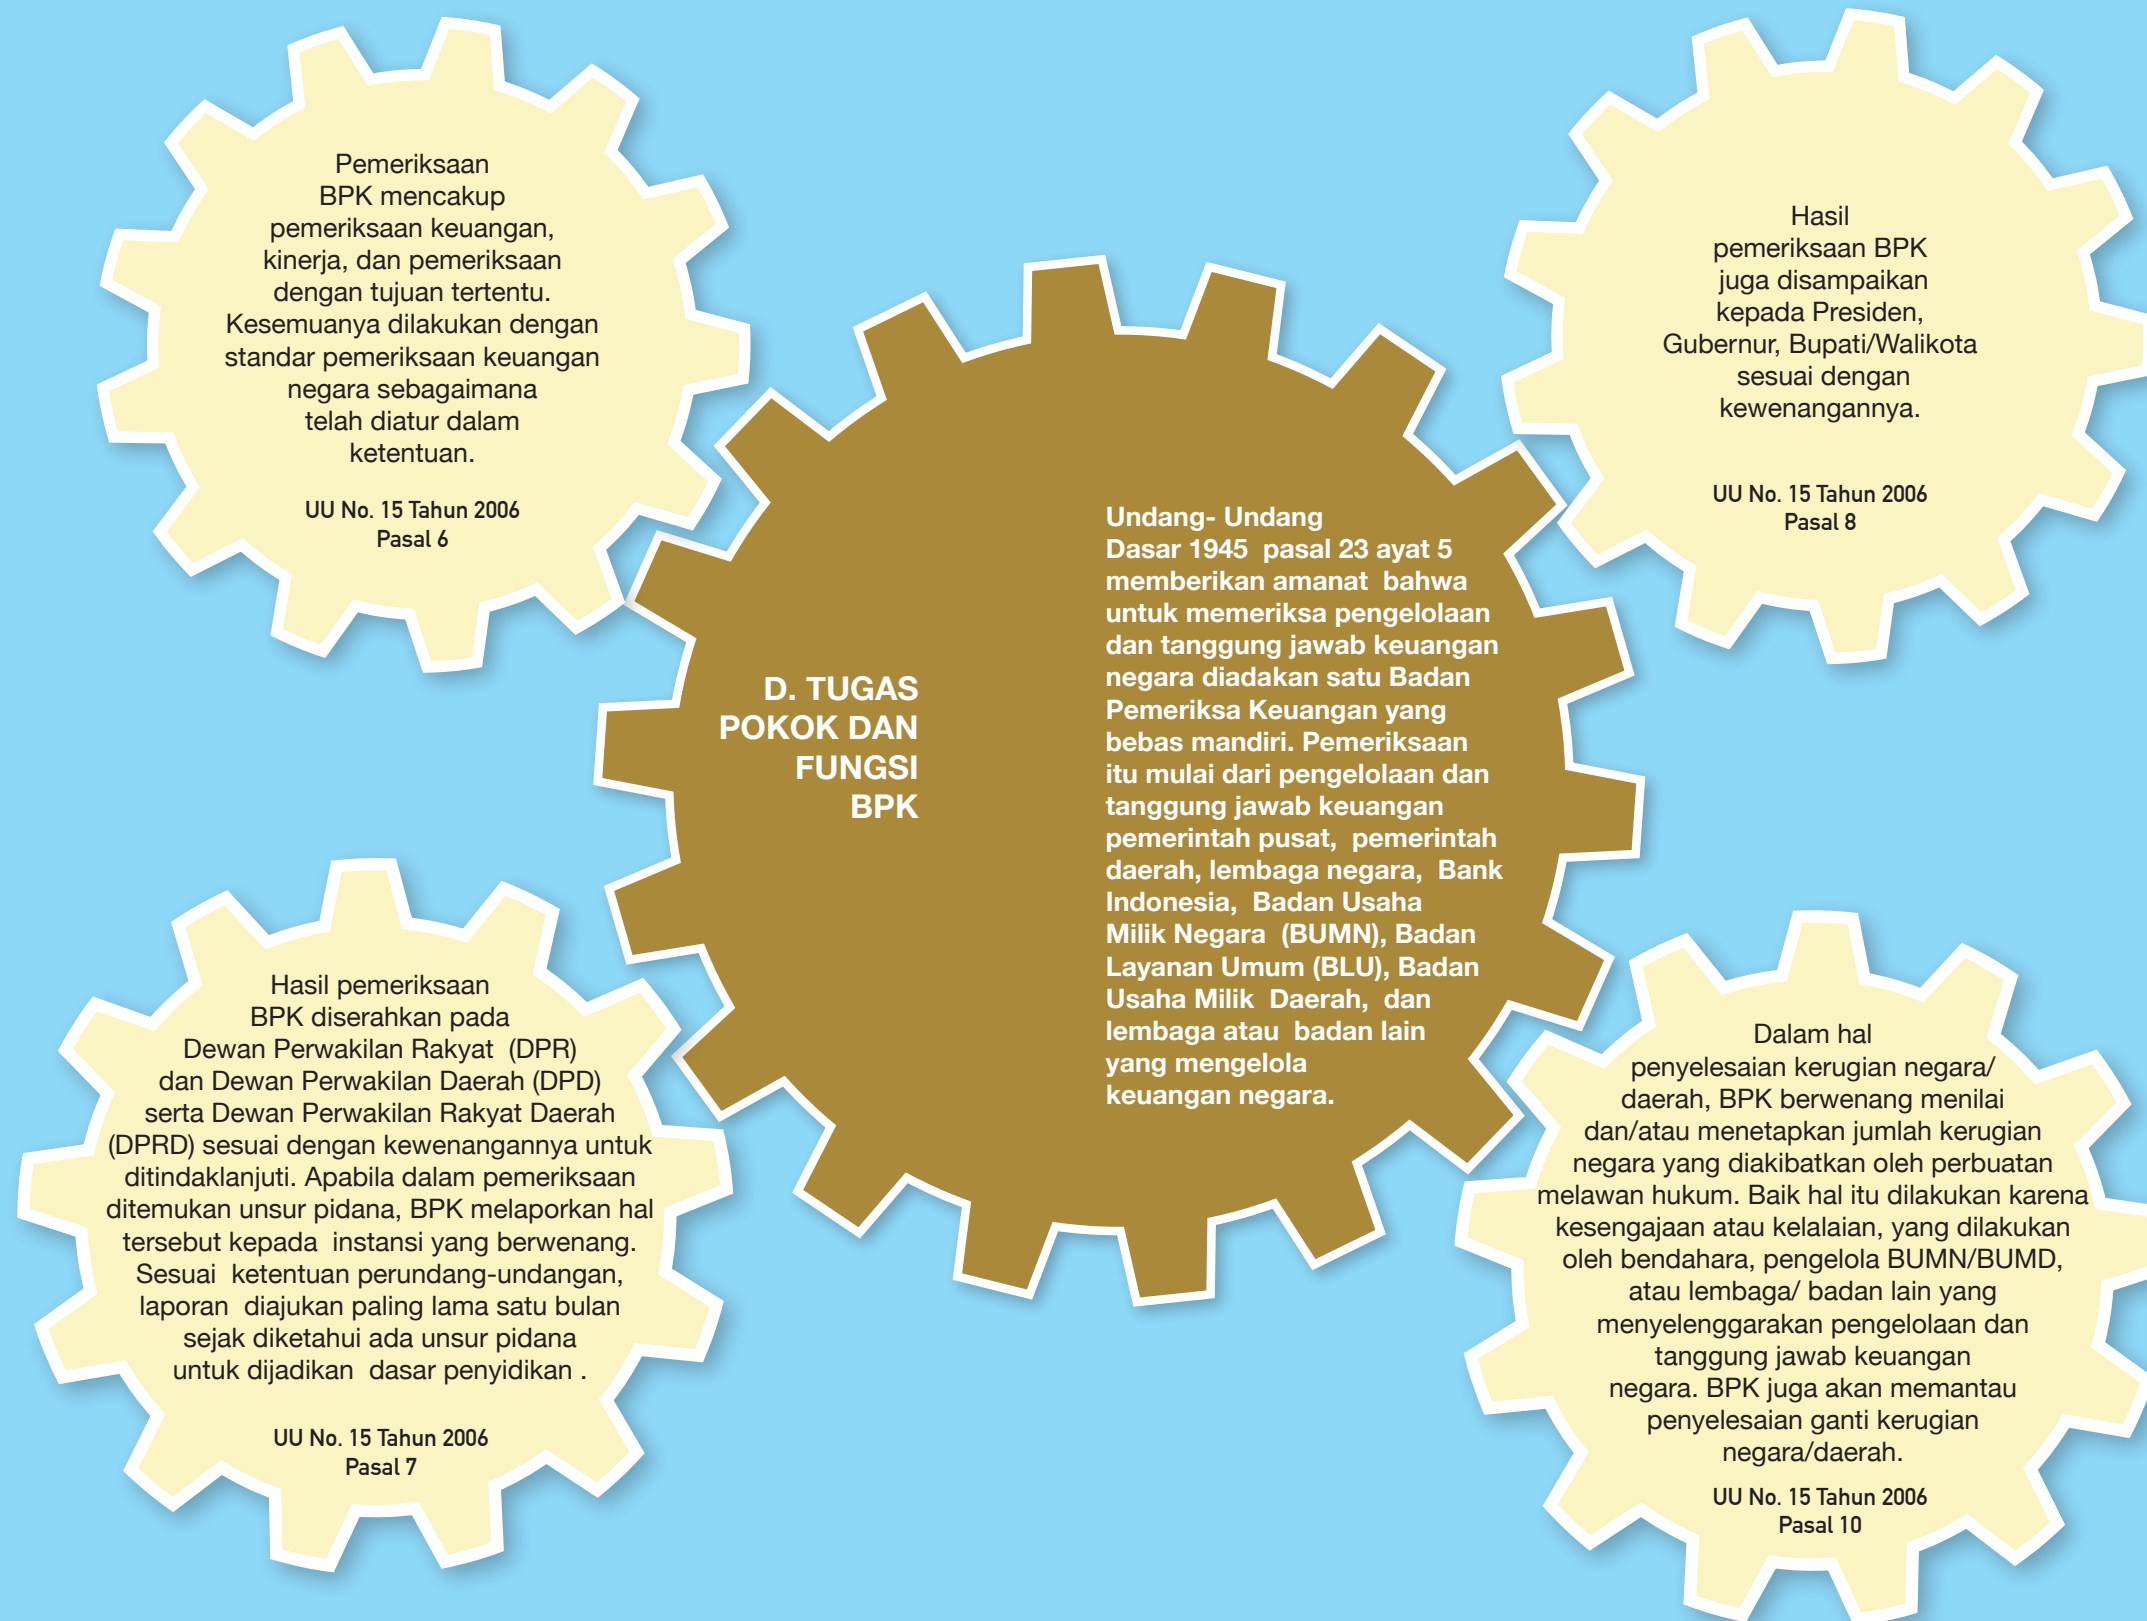 Pemeriksaan
BPK mencakup
pemeriksaan keuangan,
kinerja, dan pemeriksaan
dengan tujuan tertentu.
Kesemuanya dilakukan dengan
standar pemeriksaan keuangan
negara sebagaimana
telah diatur dalam
ketentuan.
UU No. 15 Tahun 2006
Pasal 6
Hasil
pemeriksaan BPK
juga disampaikan
kepada Presiden,
Gubernur, Bupati/Walikota
sesuai dengan
kewenangannya.
UU No. 15 Tahun 2006
Pasal 8
D. TUGAS
POKOK DAN
FUNGSI
BPK
Undang- Undang
Dasar 1945 pasal 23 ayat 5
memberikan amanat bahwa
untuk memeriksa pengelolaan
dan tanggung jawab keuangan
negara diadakan satu Badan
Pemeriksa Keuangan yang
bebas mandiri. Pemeriksaan
itu mulai dari pengelolaan dan
tanggung jawab keuangan
pemerintah pusat, pemerintah
daerah, lembaga negara, Bank
Indonesia, Badan Usaha
Milik Negara (BUMN), Badan
Layanan Umum (BLU), Badan
Usaha Milik Daerah, dan
lembaga atau badan lain
yang mengelola
keuangan negara.
Hasil pemeriksaan
BPK diserahkan pada
Dewan Perwakilan Rakyat (DPR)
dan Dewan Perwakilan Daerah (DPD)
serta Dewan Perwakilan Rakyat Daerah
(DPRD) sesuai dengan kewenangannya untuk
ditindaklanjuti. Apabila dalam pemeriksaan
ditemukan unsur pidana, BPK melaporkan hal
tersebut kepada instansi yang berwenang.
Sesuai ketentuan perundang-undangan,
laporan diajukan paling lama satu bulan
sejak diketahui ada unsur pidana
untuk dijadikan dasar penyidikan .
UU No. 15 Tahun 2006
Pasal 7
Dalam hal
penyelesaian kerugian negara/
daerah, BPK berwenang menilai
dan/atau menetapkan jumlah kerugian
negara yang diakibatkan oleh perbuatan
melawan hukum. Baik hal itu dilakukan karena
kesengajaan atau kelalaian, yang dilakukan
oleh bendahara, pengelola BUMN/BUMD,
atau lembaga/ badan lain yang
menyelenggarakan pengelolaan dan
tanggung jawab keuangan
negara. BPK juga akan memantau
penyelesaian ganti kerugian
negara/daerah.
UU No. 15 Tahun 2006
Pasal 10